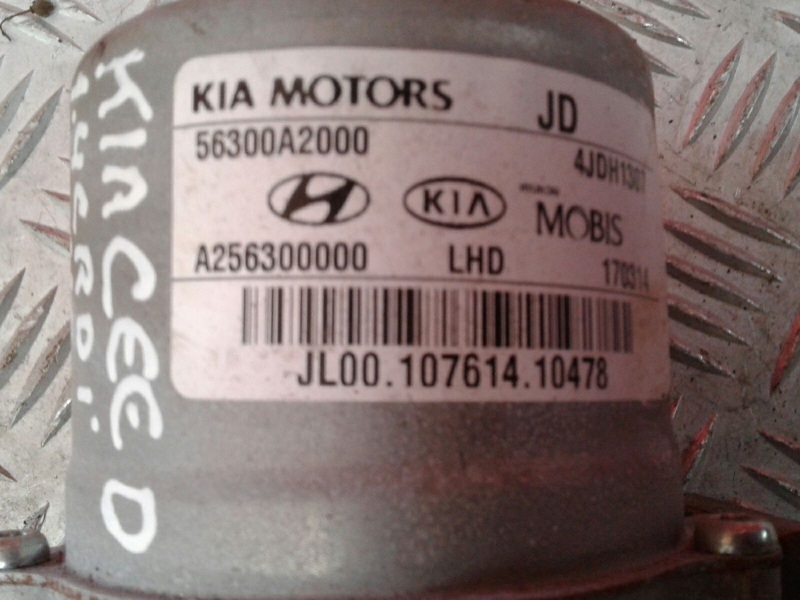 KIA MOTORS JD
56300A2000 4JDH1307
KIA MOBIS
A256300000 LHD 170314
JL00.107614.10478
KIA CEE D